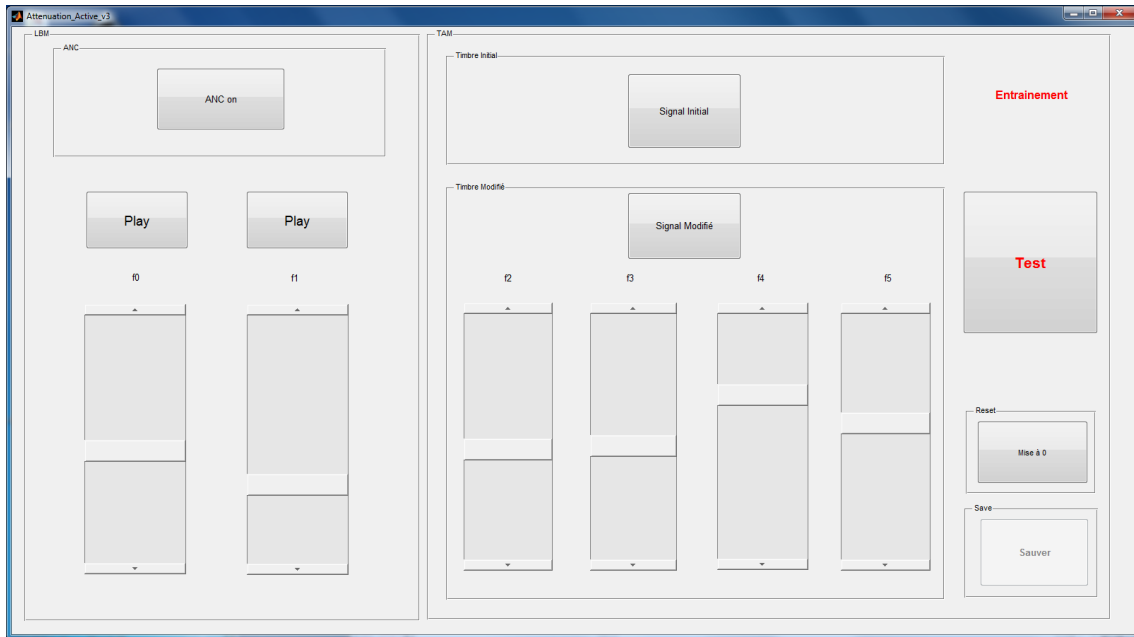 Attenuation_Active_v3
LBM
ANC
ANC on
Play
Play
f0
f1
TAM
Timbre Initial
Signal Initial
Timbre Modifié
Signal Modifié
f2
f3
f4
f5
Entrainement
Test
Reset
Mise à 0
Save
Sauver